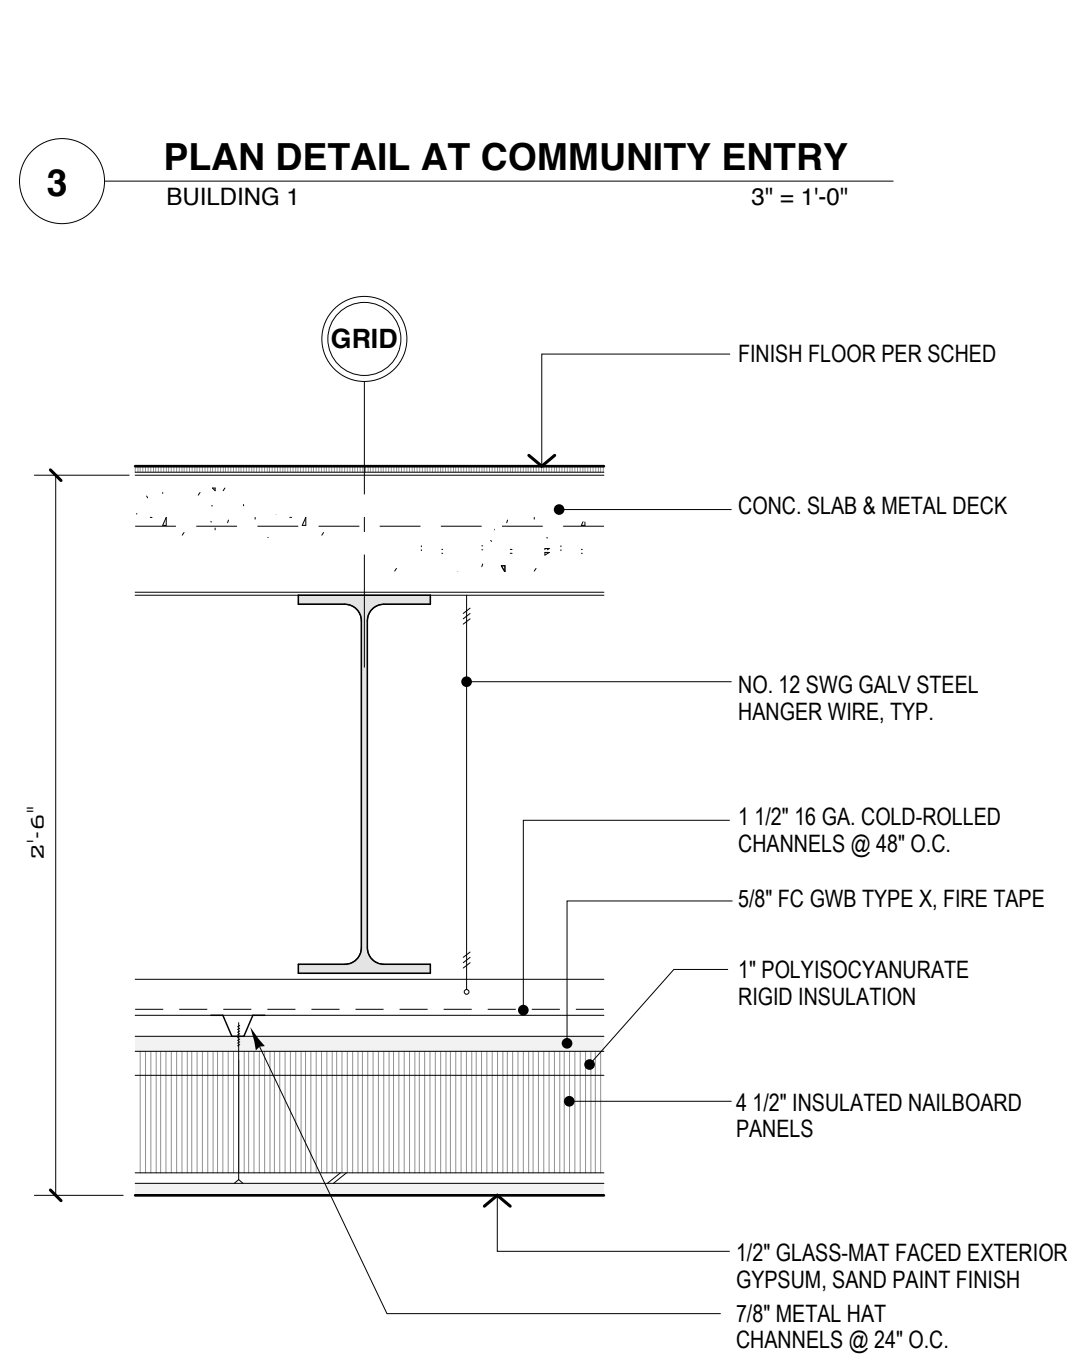 3
PLAN DETAIL AT COMMUNITY ENTRY
BUILDING 1
3" = 1'-0"
GRID
FINISH FLOOR PER SCHED
CONC. SLAB & METAL DECK
NO. 12 SWG GALV STEEL
HANGER WIRE, TYP.
2'-6"
1 1/2" 16 GA. COLD-ROLLED
CHANNELS @ 48" O.C.
5/8" FC GWB TYPE X, FIRE TAPE
1" POLYISOCYANURATE
RIGID INSULATION
4 1/2" INSULATED NAILBOARD
PANELS
1/2" GLASS-MAT FACED EXTERIOR
GYPSUM, SAND PAINT FINISH
7/8" METAL HAT
CHANNELS @ 24" O.C.